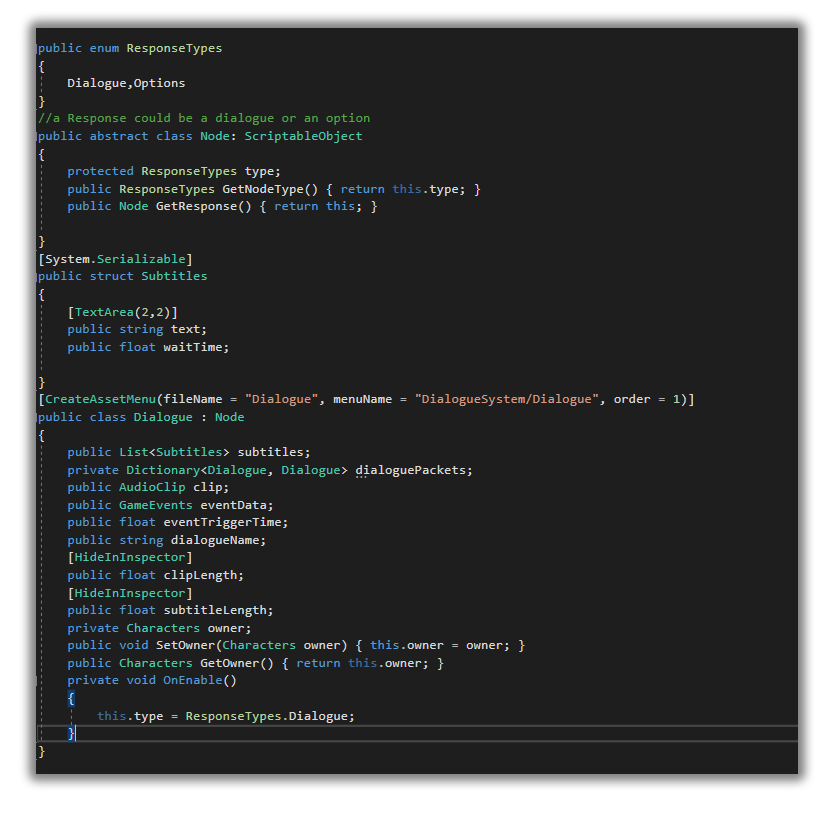 public enum ResponseTypes
{
    Dialogue,Options
}
//a Response could be a dialogue or an option
public abstract class Node: ScriptableObject
{
    protected ResponseTypes type;
    public ResponseTypes GetNodeType() { return this.type; }
    public Node GetResponse() { return this; }
}
[System.Serializable]
public struct Subtitles
{
    [TextArea(2,2)]
    public string text;
    public float waitTime;
}
[CreateAssetMenu(fileName = "Dialogue", menuName = "DialogueSystem/Dialogue", order = 1)]
public class Dialogue : Node
{
    public List<Subtitles> subtitles;
    private Dictionary<Dialogue, Dialogue> dialoguePackets;
    public AudioClip clip;
    public GameEvents eventData;
    public float eventTriggerTime;
    public string dialogueName;
    [HideInInspector]
    public float clipLength;
    [HideInInspector]
    public float subtitleLength;
    private Characters owner;
    public void SetOwner(Characters owner) { this.owner = owner; }
    public Characters GetOwner() { return this.owner; }
    private void OnEnable()
    {
        this.type = ResponseTypes.Dialogue;
    }
}